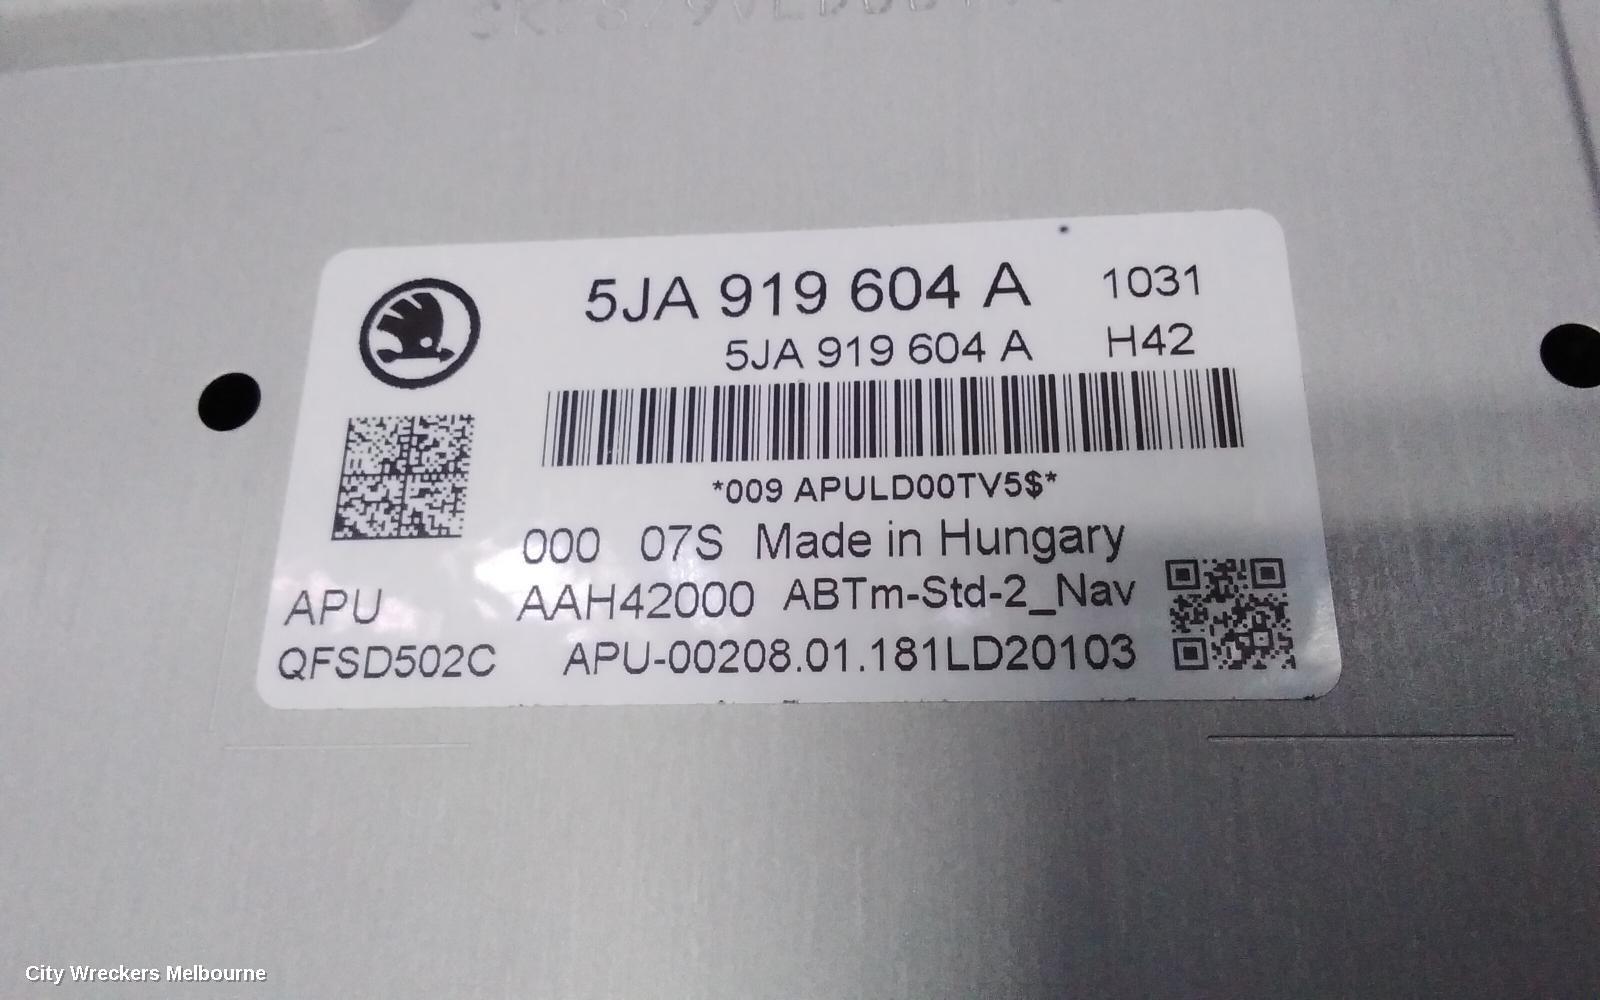 5JA 919 604 A 1031
5JA 919 604 A H42
*009 APULD00TV5$*
000 07S Made in Hungary
APU AAH42000 ABTm-Std-2_Nav
QFSD502C APU-00208.01.181LD20103
City Wreckers Melbourne